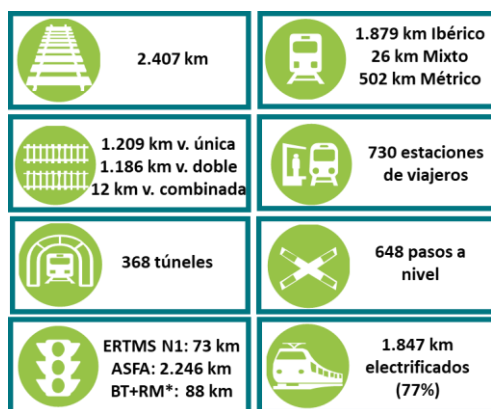 2.407 km
1.879 km Ibérico
26 km Mixto
502 km Métrico
1.209 km v. única
1.186 km v. doble
12 km v. combinada
730 estaciones
de viajeros
368 túneles
648 pasos a
nivel
ERTMS N1: 73 km
ASFA: 2.246 km
BT+RM*: 88 km
1.847 km
electrificados
(77%)